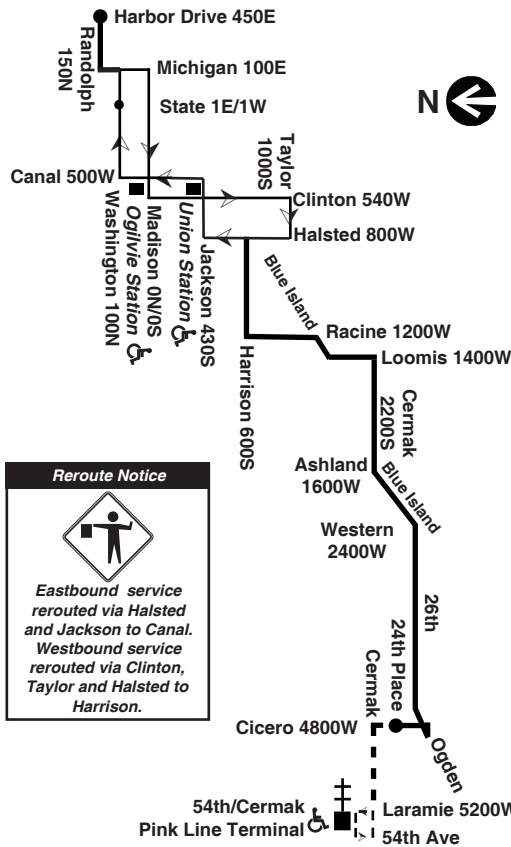 Harbor Drive 450E
Randolph
150N
Michigan 100E
State 1E/1W
N
Taylor
1000S
Canal 500W
Clinton 540W
Halsted 800W
Washington 100N
Ogilvie Station
Madison 0N/0S
Union Station
Jackson 430S
Harrison 600S
Blue Island
Racine 1200W
Loomis 1400W
Cermak
2200S
Ashland
1600W
Blue Island
Western
2400W
26th
24th Place
Cermak
Cicero 4800W
Ogden
54th/Cermak
Pink Line Terminal
Laramie 5200W
54th Ave
Reroute Notice
Eastbound service
rerouted via Halsted
and Jackson to Canal.
Westbound service
rerouted via Clinton,
Taylor and Halsted to
Harrison.